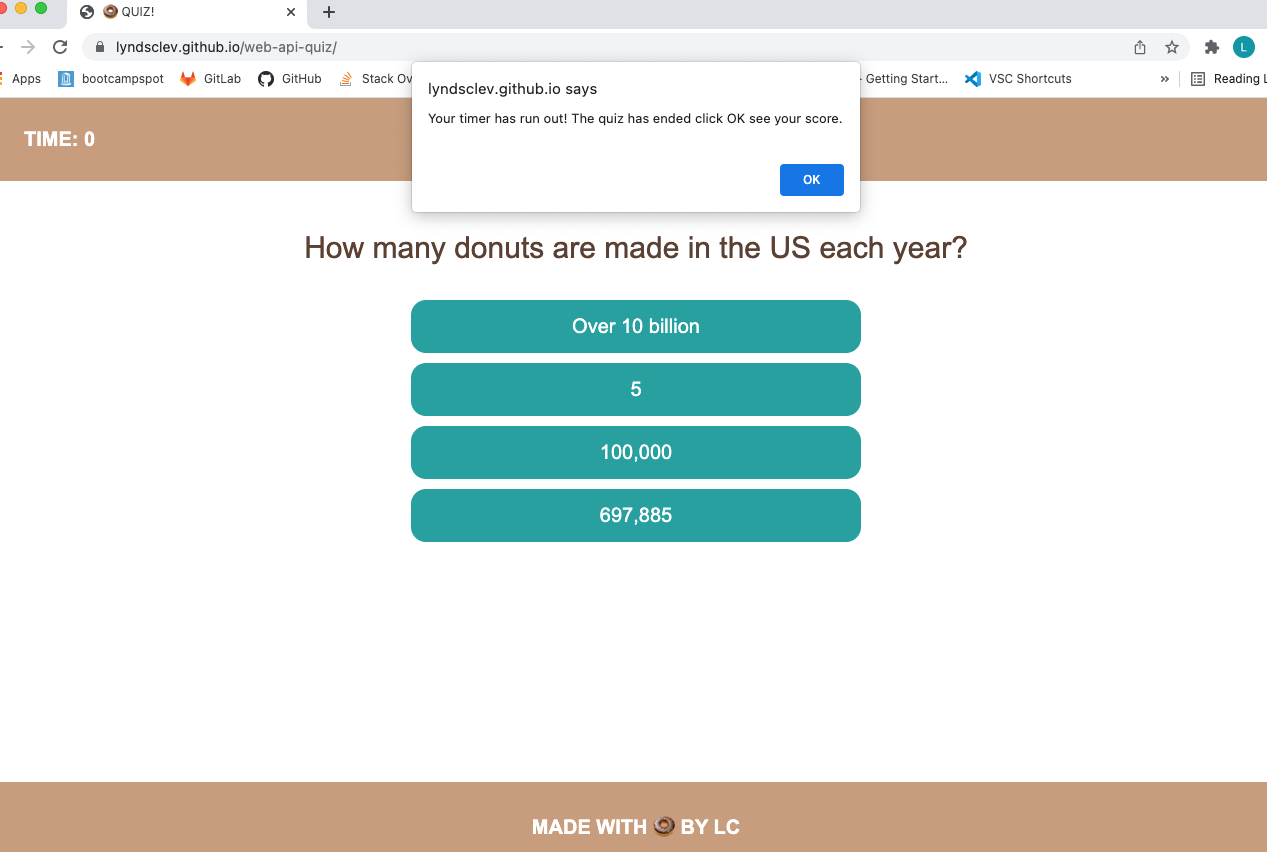 🍩 QUIZ!
lyndsclev.github.io/web-api-quiz/
L
Apps bootcampspot GitLab GitHub Stack Ov Getting Start... VSC Shortcuts » Reading L
lyndsclev.github.io says
Your timer has run out! The quiz has ended click OK see your score.
OK
TIME: 0
How many donuts are made in the US each year?
Over 10 billion
5
100,000
697,885
MADE WITH 🍩 BY LC